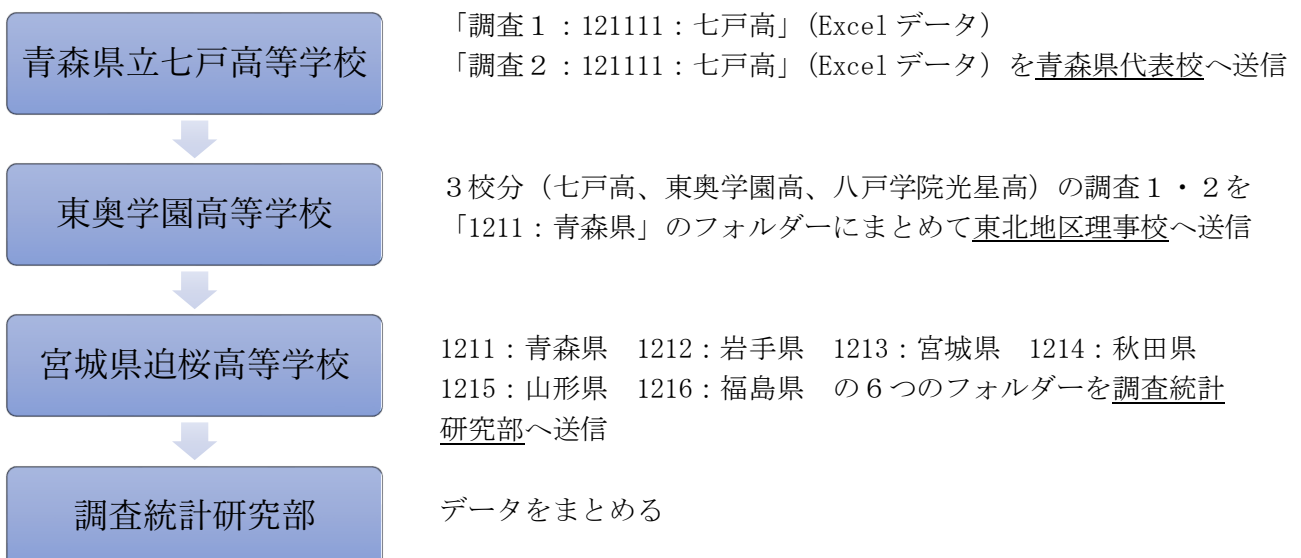 青森県立七戸高等学校
「調査１：121111：七戸高」(Excel データ)
「調査２：121111：七戸高」(Excel データ）を青森県代表校へ送信
東奥学園高等学校
３校分（七戸高、東奥学園高、八戸学院光星高）の調査１・２を
「1211：青森県」のフォルダーにまとめて東北地区理事校へ送信
宮城県迫桜高等学校
1211：青森県　1212：岩手県　1213：宮城県　1214：秋田県
1215：山形県　1216：福島県　の６つのフォルダーを調査統計
研究部へ送信
調査統計研究部
データをまとめる